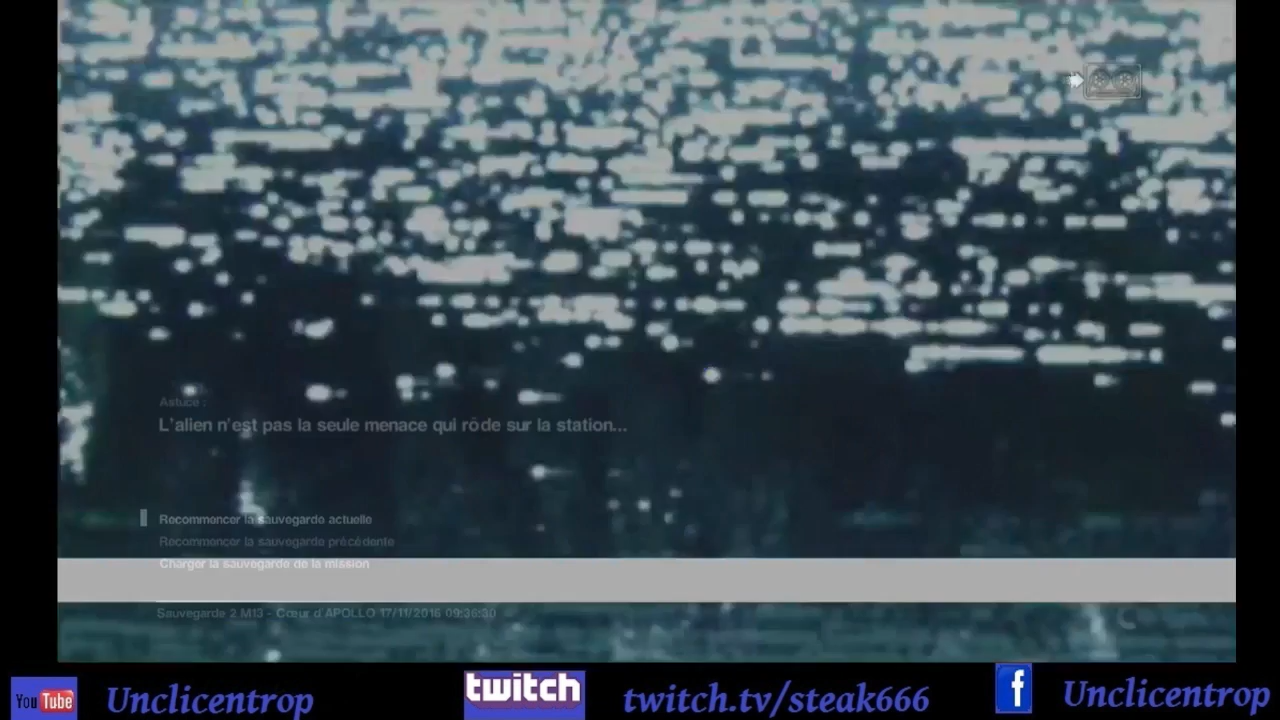 Astuce :
L'alien n'est pas la seule menace qui rôde sur la station...
Recommencer la sauvegarde actuelle
Recommencer la sauvegarde précédente
Charger la sauvegarde de la mission
Sauvegarde 2 M13 - Cœur d'APOLLO 17/11/2016 09:36:30
YouTube Unclicentrop twitch twitch.tv/steak666 f Unclicentrop